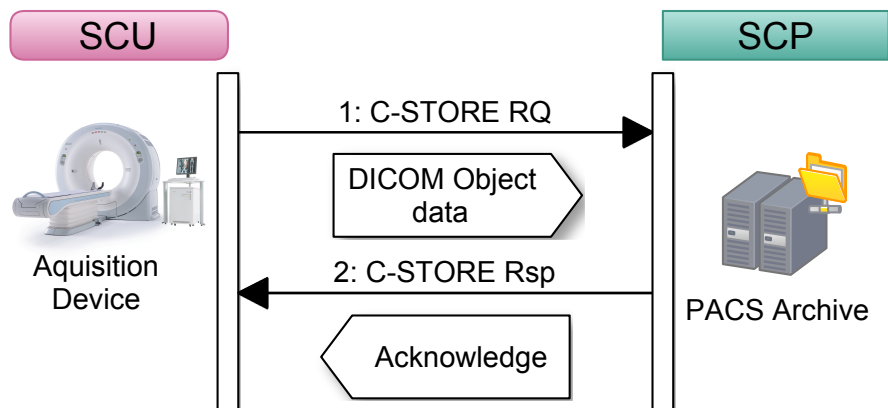 SCU
SCP
1: C-STORE RQ
DICOM Object
data
Aquisition
Device
2: C-STORE Rsp
PACS Archive
Acknowledge